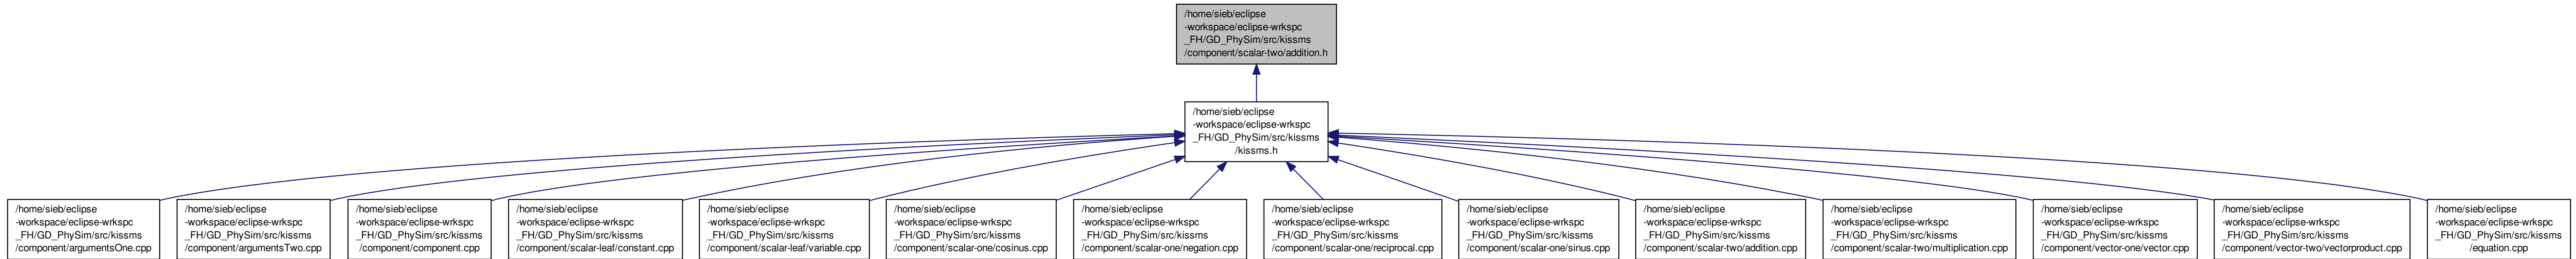 /home/sieb/eclipse
-workspace/eclipse-wrkspc
_FH/GD_PhySim/src/kissms
/component/scalar-two/addition.h
/home/sieb/eclipse
-workspace/eclipse-wrkspc
_FH/GD_PhySim/src/kissms
/kissms.h
/home/sieb/eclipse
-workspace/eclipse-wrkspc
_FH/GD_PhySim/src/kissms
/component/argumentsOne.cpp
/home/sieb/eclipse
-workspace/eclipse-wrkspc
_FH/GD_PhySim/src/kissms
/component/argumentsTwo.cpp
/home/sieb/eclipse
-workspace/eclipse-wrkspc
_FH/GD_PhySim/src/kissms
/component/component.cpp
/home/sieb/eclipse
-workspace/eclipse-wrkspc
_FH/GD_PhySim/src/kissms
/component/scalar-leaf/constant.cpp
/home/sieb/eclipse
-workspace/eclipse-wrkspc
_FH/GD_PhySim/src/kissms
/component/scalar-leaf/variable.cpp
/home/sieb/eclipse
-workspace/eclipse-wrkspc
_FH/GD_PhySim/src/kissms
/component/scalar-one/cosinus.cpp
/home/sieb/eclipse
-workspace/eclipse-wrkspc
_FH/GD_PhySim/src/kissms
/component/scalar-one/negation.cpp
/home/sieb/eclipse
-workspace/eclipse-wrkspc
_FH/GD_PhySim/src/kissms
/component/scalar-one/reciprocal.cpp
/home/sieb/eclipse
-workspace/eclipse-wrkspc
_FH/GD_PhySim/src/kissms
/component/scalar-one/sinus.cpp
/home/sieb/eclipse
-workspace/eclipse-wrkspc
_FH/GD_PhySim/src/kissms
/component/scalar-two/addition.cpp
/home/sieb/eclipse
-workspace/eclipse-wrkspc
_FH/GD_PhySim/src/kissms
/component/scalar-two/multiplication.cpp
/home/sieb/eclipse
-workspace/eclipse-wrkspc
_FH/GD_PhySim/src/kissms
/component/vector-one/vector.cpp
/home/sieb/eclipse
-workspace/eclipse-wrkspc
_FH/GD_PhySim/src/kissms
/component/vector-two/vectorproduct.cpp
/home/sieb/eclipse
-workspace/eclipse-wrkspc
_FH/GD_PhySim/src/kissms
/equation.cpp